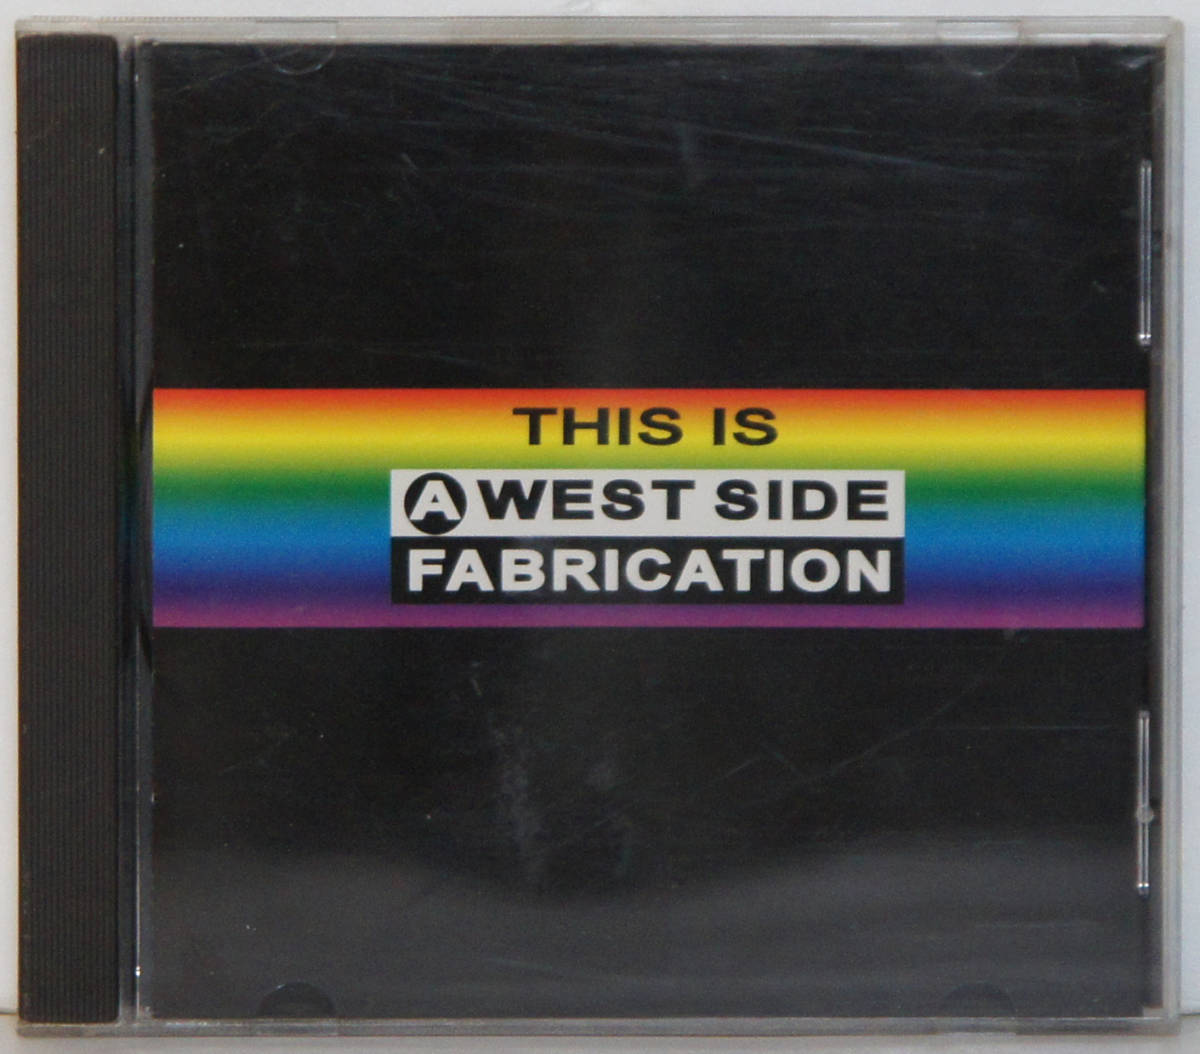 THIS IS
A WEST SIDE
FABRICATION